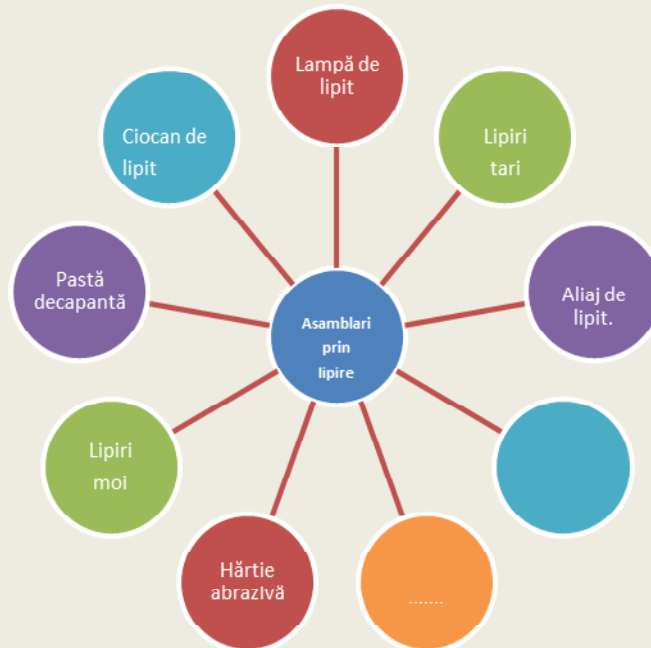 Lampă de
lipit
Lipiri
tari
Aliaj de
lipit.
.......
Hărtie
abrazivă
Lipiri
moi
Pastă
decapantă
Ciocan de
lipit
Asamblari
prin
lipire